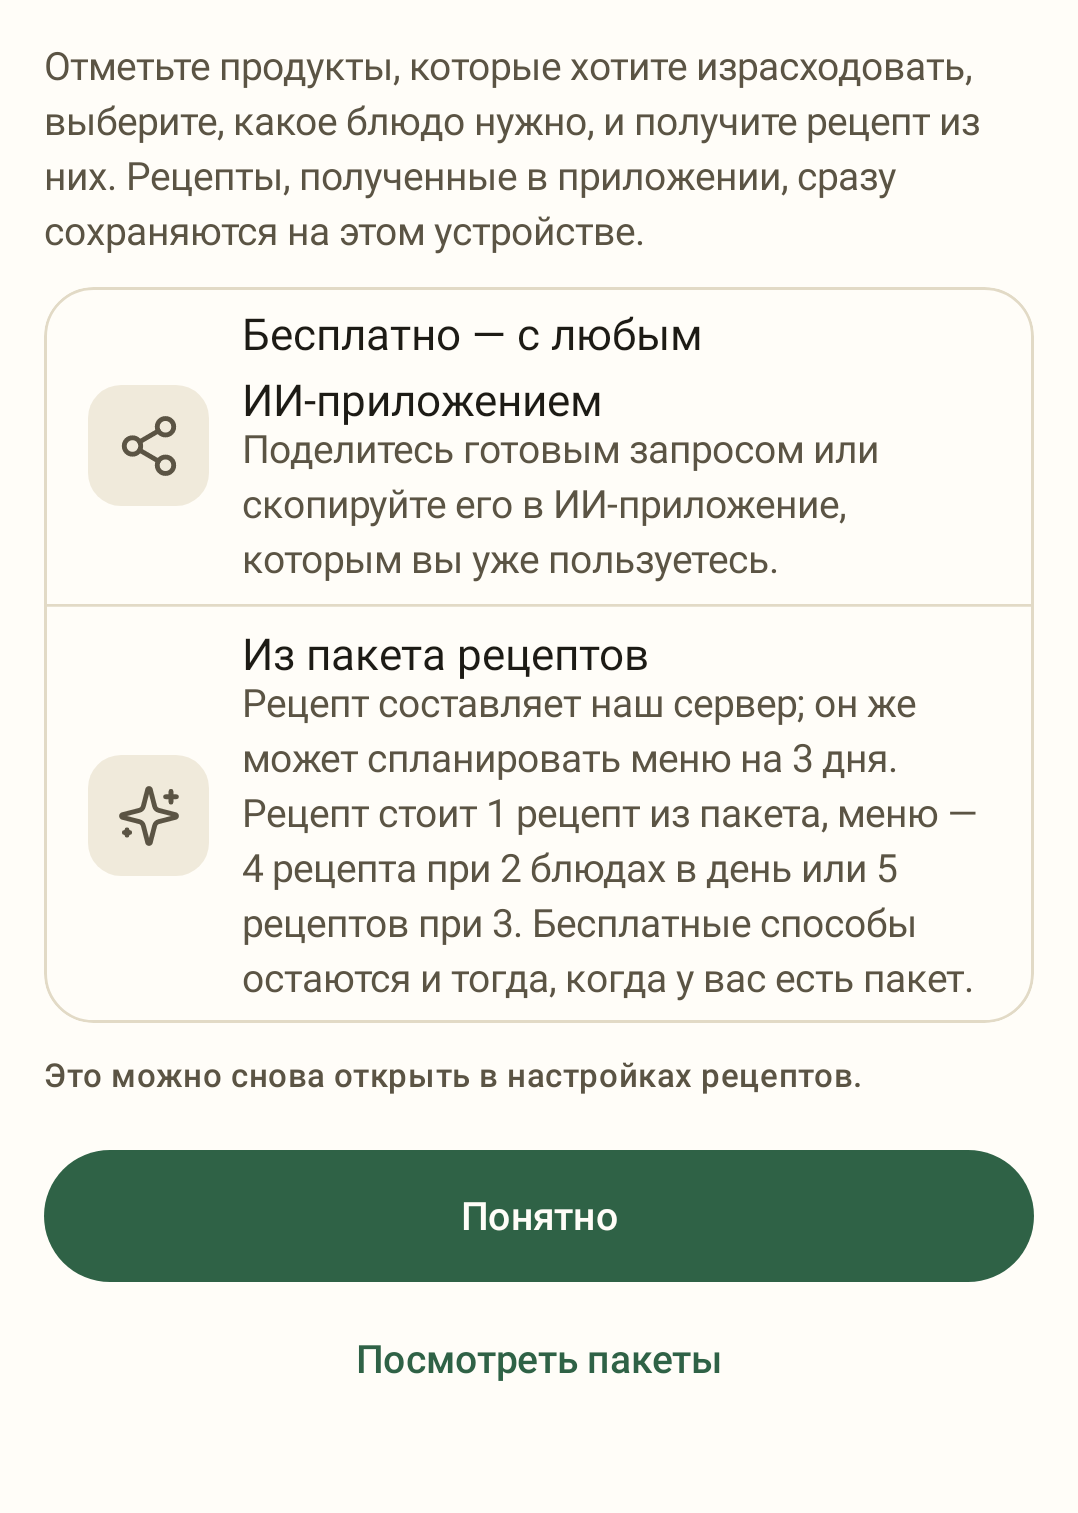 Отметьте продукты, которые хотите израсходовать,
выберите, какое блюдо нужно, и получите рецепт из
них. Рецепты, полученные в приложении, сразу
сохраняются на этом устройстве.
Бесплатно — с любым
ИИ-приложением
Поделитесь готовым запросом или
скопируйте его в ИИ-приложение,
которым вы уже пользуетесь.
Из пакета рецептов
Рецепт составляет наш сервер; он же
может спланировать меню на 3 дня.
Рецепт стоит 1 рецепт из пакета, меню —
4 рецепта при 2 блюдах в день или 5
рецептов при 3. Бесплатные способы
остаются и тогда, когда у вас есть пакет.
Это можно снова открыть в настройках рецептов.
Понятно
Посмотреть пакеты